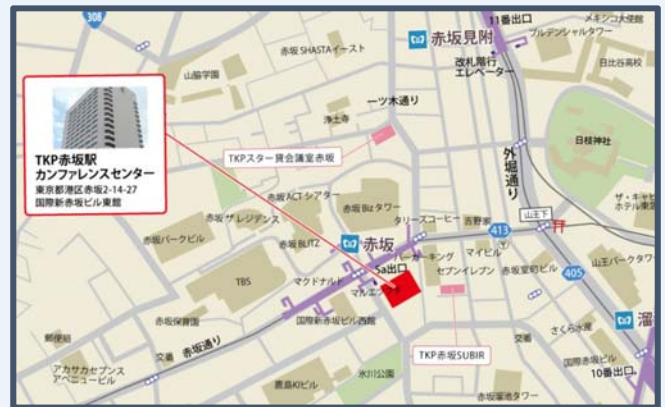 308
11番出口
メキシコ大使館
プルデンシャルタワー
赤坂見附
赤坂SHASTAイースト
改札階行
エレベーター
日比谷高校
山脇学園
一ツ木通り
浄土寺
TKPスター貸会議室赤坂
日枝神社
TKP赤坂駅
カンファレンスセンター
東京都港区赤坂2-14-27
国際新赤坂ビル東館
外堀通り
赤坂ACTシアター
赤坂Bizタワー
ザ・キャピ
ホテル東急
赤坂ザ レジデンス
タリーズコーヒー
吉野家
山王下
413
赤坂パークビル
赤坂BLITZ
赤坂
バーガーキング
マイビル
5a出口
セブンイレブン
赤坂室町ビル
山王パークタワー
TBS
マクドナルド
マルエツプチ
405
赤坂保育園
国際新赤坂ビル西館
さくら水産
溜
郵便局
交番
赤坂通り
TKP赤坂SUBIR
交番
国際赤坂ビル
アカサカセブンス
アベニュービル
鹿島KIビル
氷川公園
10番出口
赤坂溜池タワー